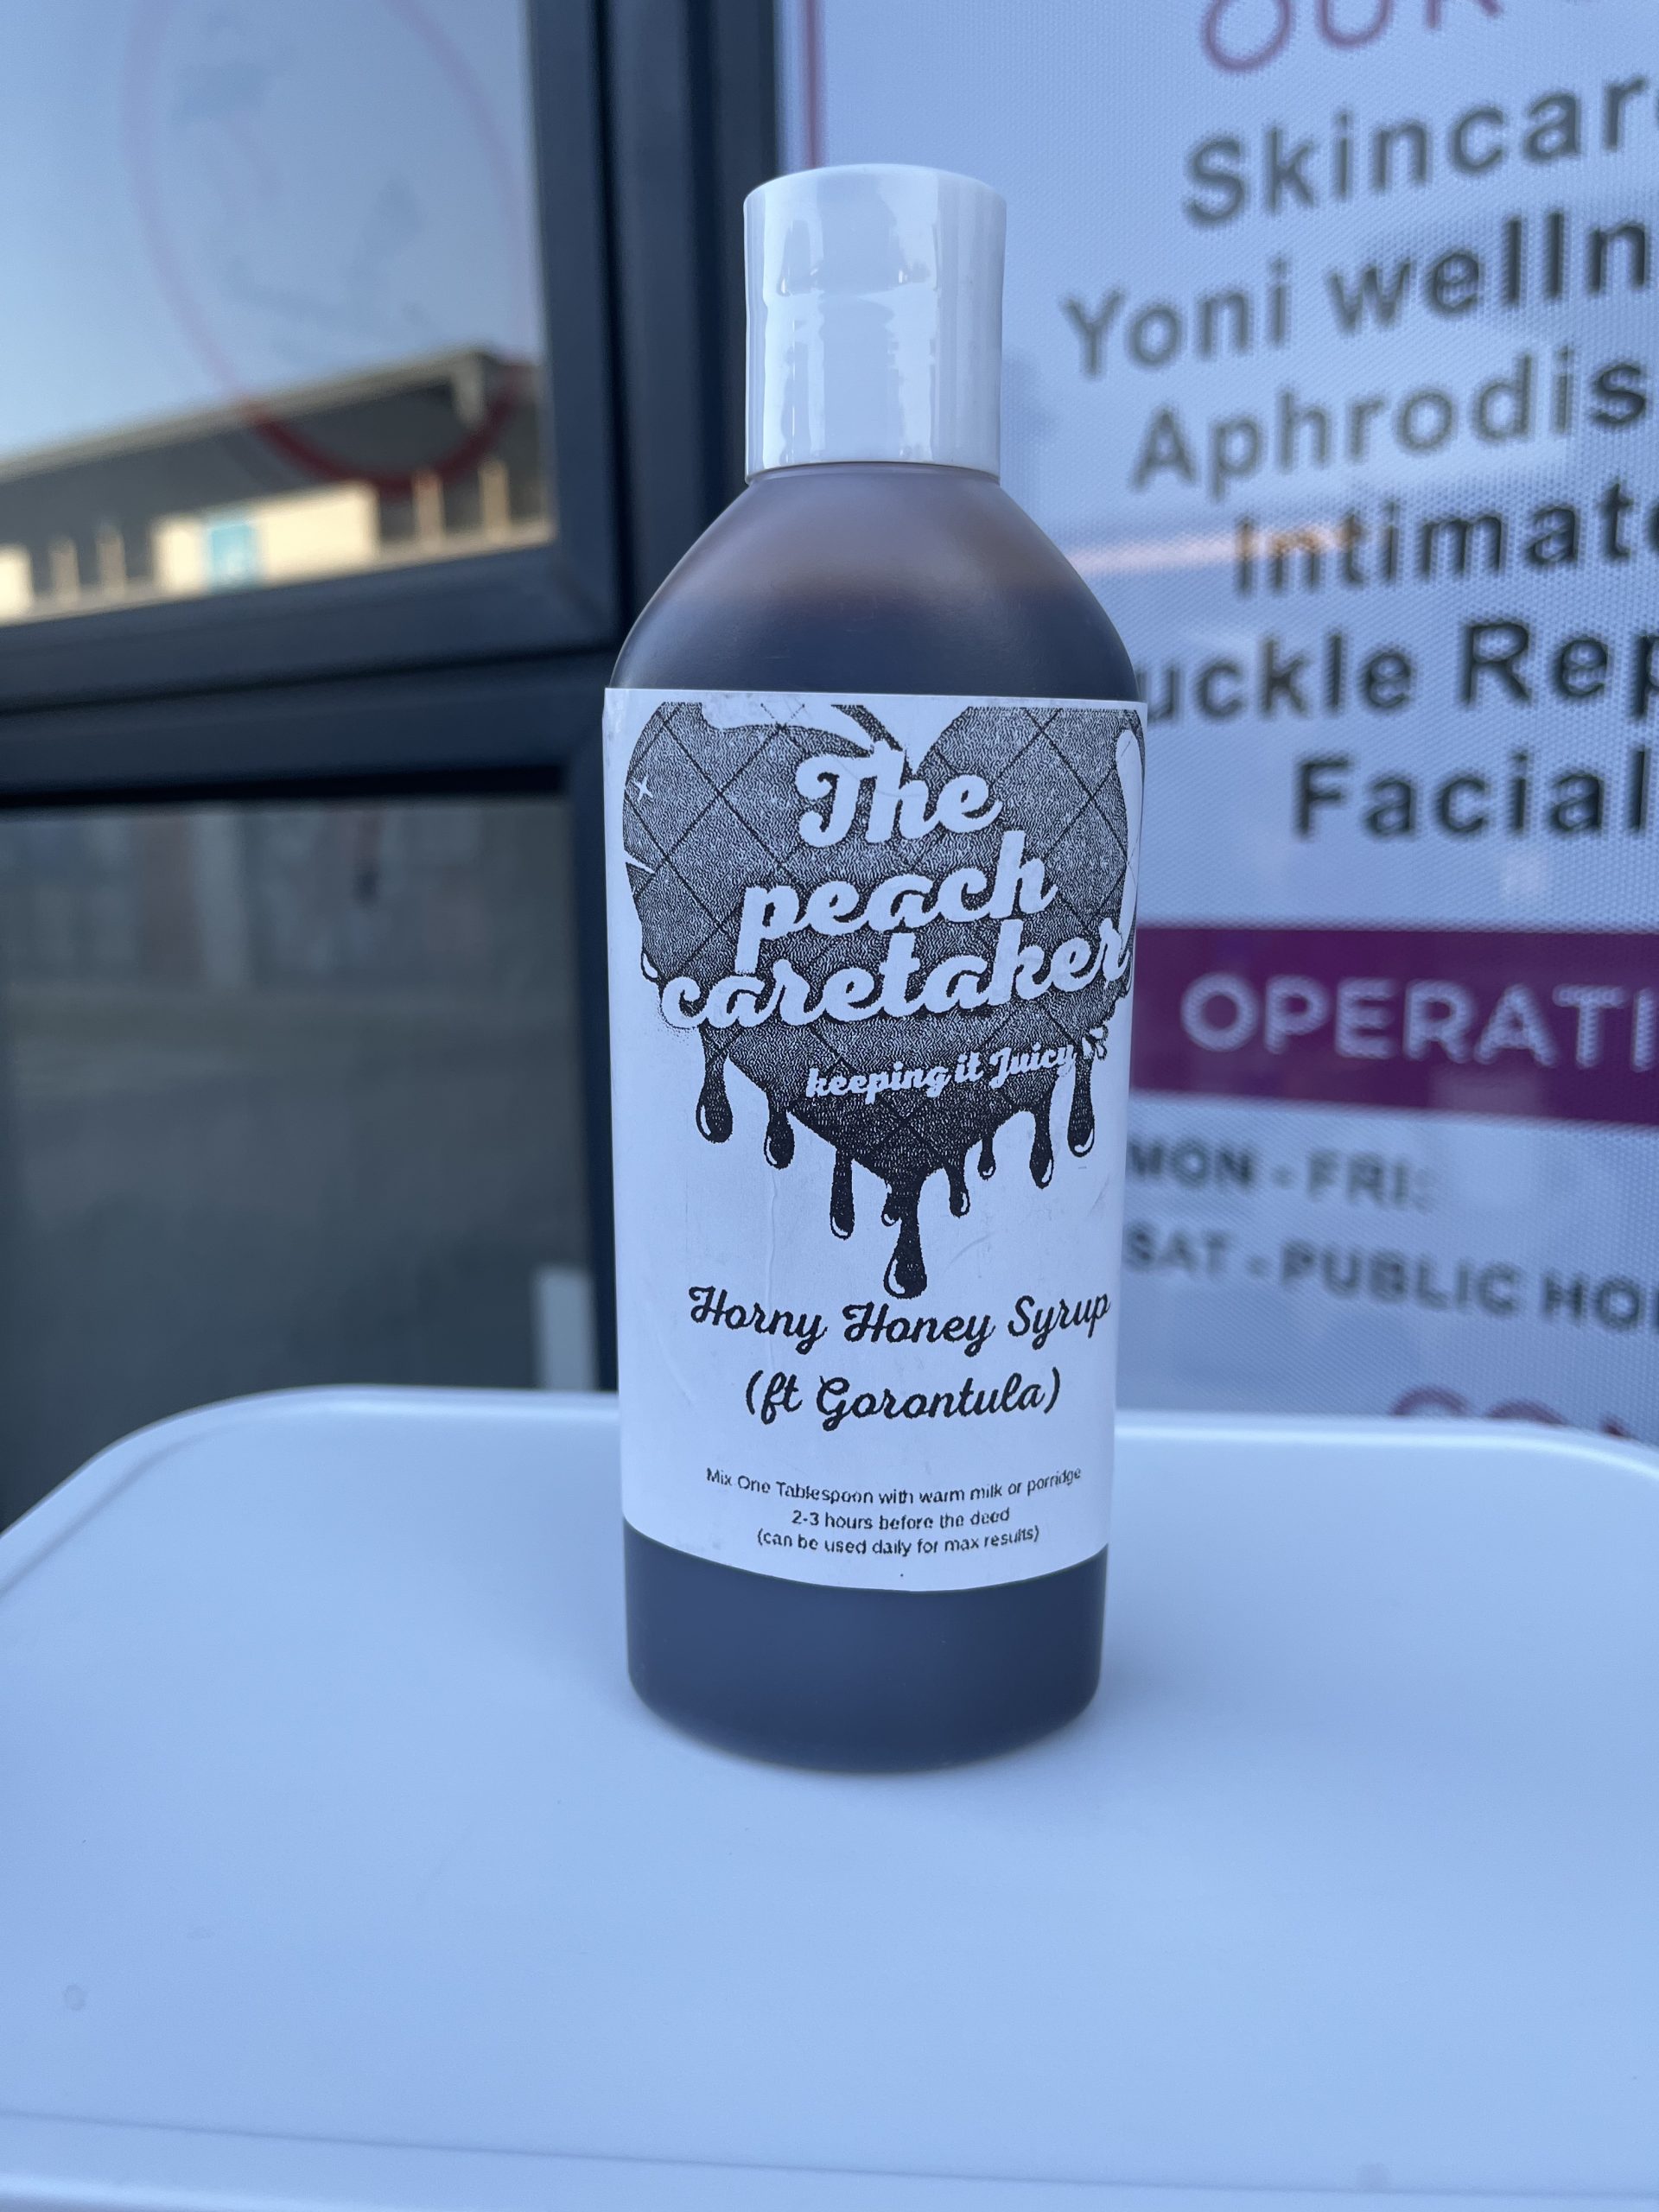 The
peach
caretaker
keeping it Juicy
Horny Honey Syrup
(ft Gorontula)
Mix One Tablespoon with warm milk or porridge
2-3 hours before the deed
(can be used daily for max results)
OUR
Skincar
Yoni welln
Aphrodis
Intimate
uckle Rep
Facial
OPERATI
MON - FRI:
SAT - PUBLIC HO